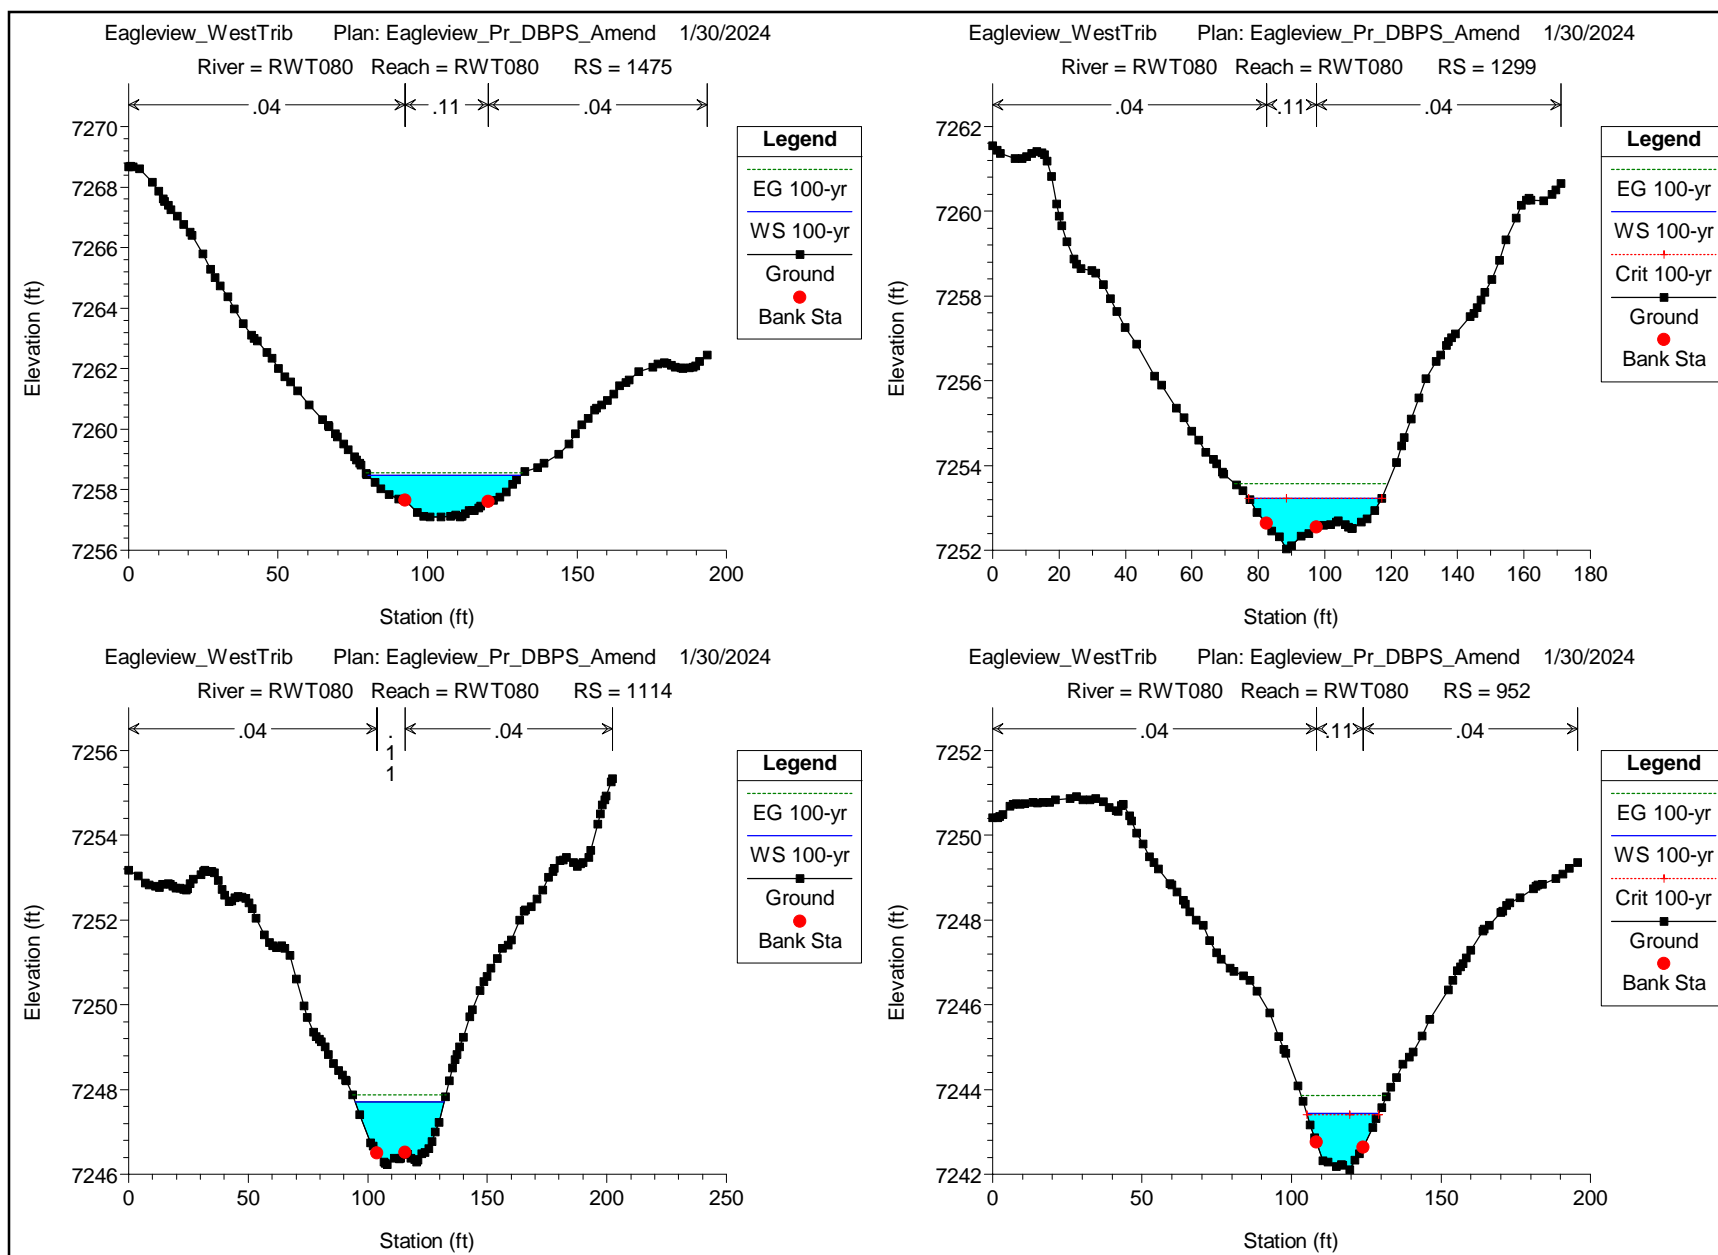 Eagleview_WestTrib Plan: Eagleview_Pr_DBPS_Amend 1/30/2024
River = RWT080 Reach = RWT080 RS = 1475
.04 .11 .04
7270
7268
7266
7264
7262
7260
7258
7256
Elevation (ft)
0 50 100 150 200
Station (ft)
Legend
EG 100-yr
WS 100-yr
Ground
Bank Sta
Eagleview_WestTrib Plan: Eagleview_Pr_DBPS_Amend 1/30/2024
River = RWT080 Reach = RWT080 RS = 1299
.04 .11 .04
7262
7260
7258
7256
7254
7252
Elevation (ft)
0 20 40 60 80 100 120 140 160 180
Station (ft)
Legend
EG 100-yr
WS 100-yr
Crit 100-yr
Ground
Bank Sta
Eagleview_WestTrib Plan: Eagleview_Pr_DBPS_Amend 1/30/2024
River = RWT080 Reach = RWT080 RS = 1114
.04 .11 .04
7256
7254
7252
7250
7248
7246
Elevation (ft)
0 50 100 150 200 250
Station (ft)
Legend
EG 100-yr
WS 100-yr
Ground
Bank Sta
Eagleview_WestTrib Plan: Eagleview_Pr_DBPS_Amend 1/30/2024
River = RWT080 Reach = RWT080 RS = 952
.04 .11 .04
7252
7250
7248
7246
7244
7242
Elevation (ft)
0 50 100 150 200
Station (ft)
Legend
EG 100-yr
WS 100-yr
Crit 100-yr
Ground
Bank Sta